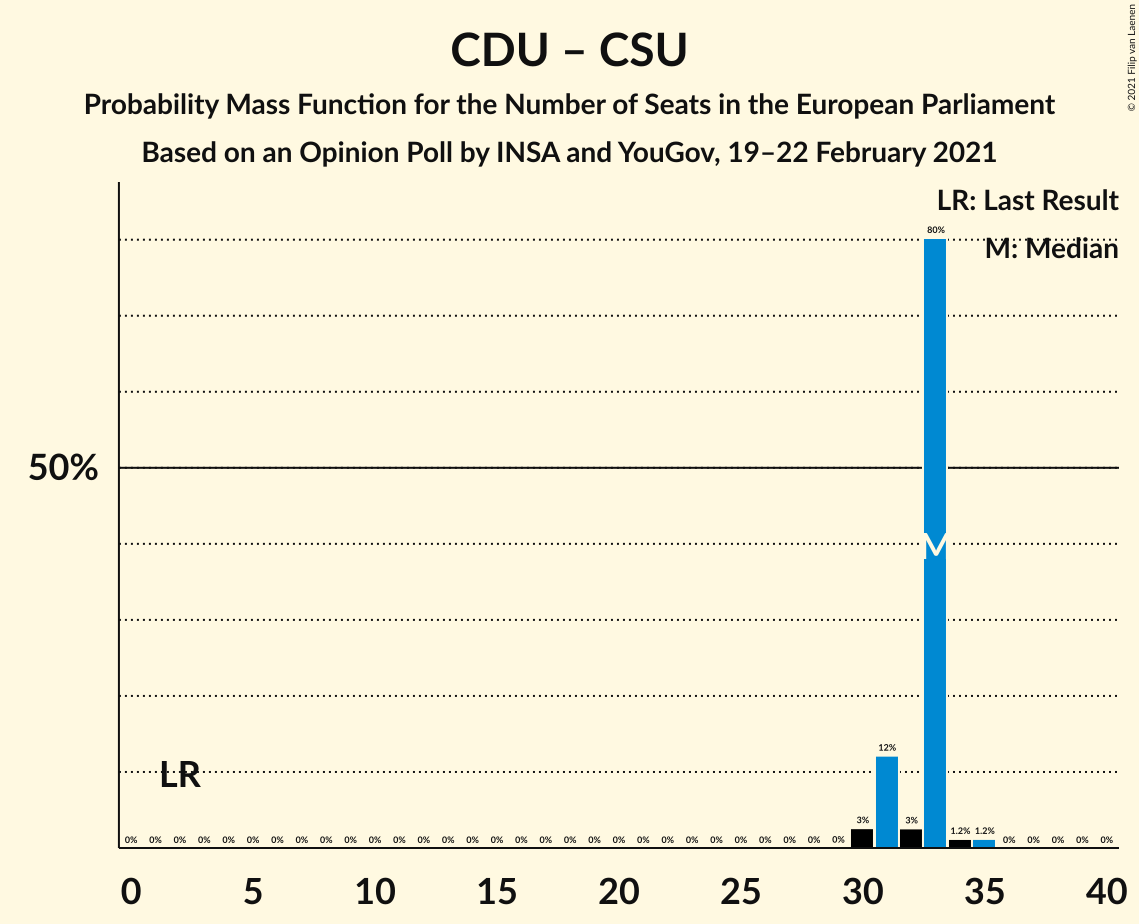 CDU – CSU
Probability Mass Function for the Number of Seats in the European Parliament
Based on an Opinion Poll by INSA and YouGov, 19–22 February 2021
© 2021 Filip van Laenen
LR: Last Result
M: Median
80%
50%
M
LR
12%
3% 3% 1.2% 1.2%
0% 0% 0% 0% 0% 0% 0% 0% 0% 0% 0% 0% 0% 0% 0% 0% 0% 0% 0% 0% 0% 0% 0% 0% 0% 0% 0% 0% 0% 0% 0% 0% 0% 0% 0%
0 5 10 15 20 25 30 35 40